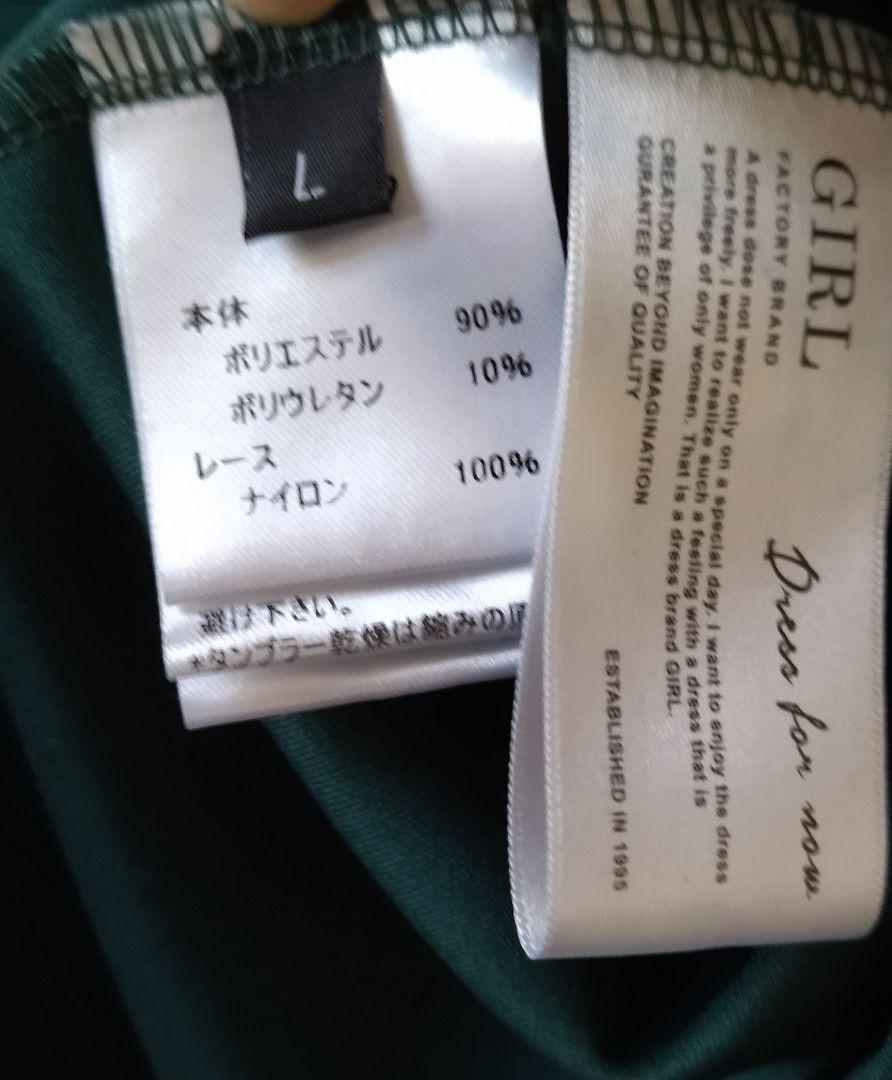 L
本体
ポリエステル 90%
ポリウレタン 10%
レース
ナイロン 100%
避け下さい。
*タンブラー乾燥は縮みの
GIRL
FACTORY BRAND
Dress for now
A dress dose not wear only on a special day. I want to enjoy the dress
more freely. I want to realize such a feeling with a dress that is
a privilege of only women. That is a dress brand GIRL.
CREATION BEYOND IMAGINATION
GURANTEE OF QUALITY
ESTABLISHED IN 1995